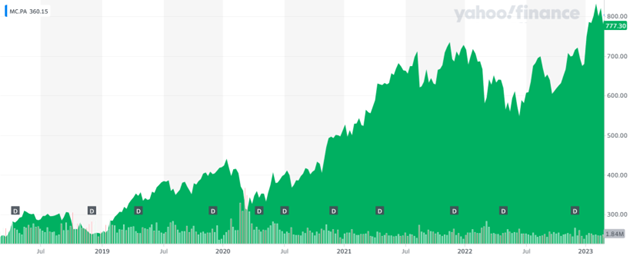 MC.PA 360.15
yahoo!finance
800.00
777.30
700.00
600.00
500.00
400.00
300.00
D D D D D D D D D D D
1.84M
Jul 2019 Jul 2020 Jul 2021 Jul 2022 Jul 2023